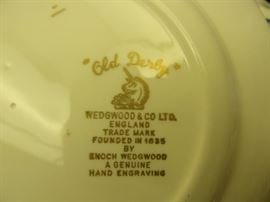 "Old Derby"
WEDGWOOD & CO LTD.
ENGLAND
TRADE MARK
FOUNDED IN 1835
BY
ENOCH WEDGWOOD
A GENUINE
HAND ENGRAVING